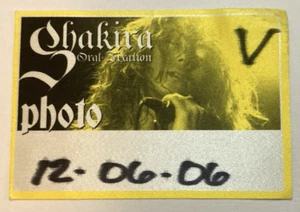 Shakira
Oral Fixation
V
photo
12-06-06